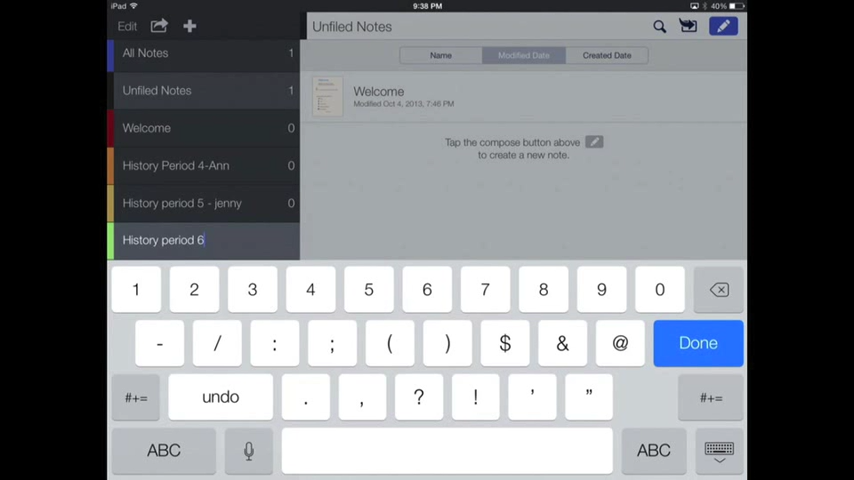 iPad
9:38 PM
40%
Edit
Unfiled Notes
All Notes 1
Unfiled Notes 1
Welcome 0
History Period 4-Ann 0
History period 5 - jenny 0
History period 6
Name Modified Date Created Date
Welcome
Modified Oct 4, 2013, 7:46 PM
Tap the compose button above
to create a new note.
1 2 3 4 5 6 7 8 9 0
- / : ; ( ) $ & @ Done
#+= undo . , ? ! ' " #+=
ABC ABC